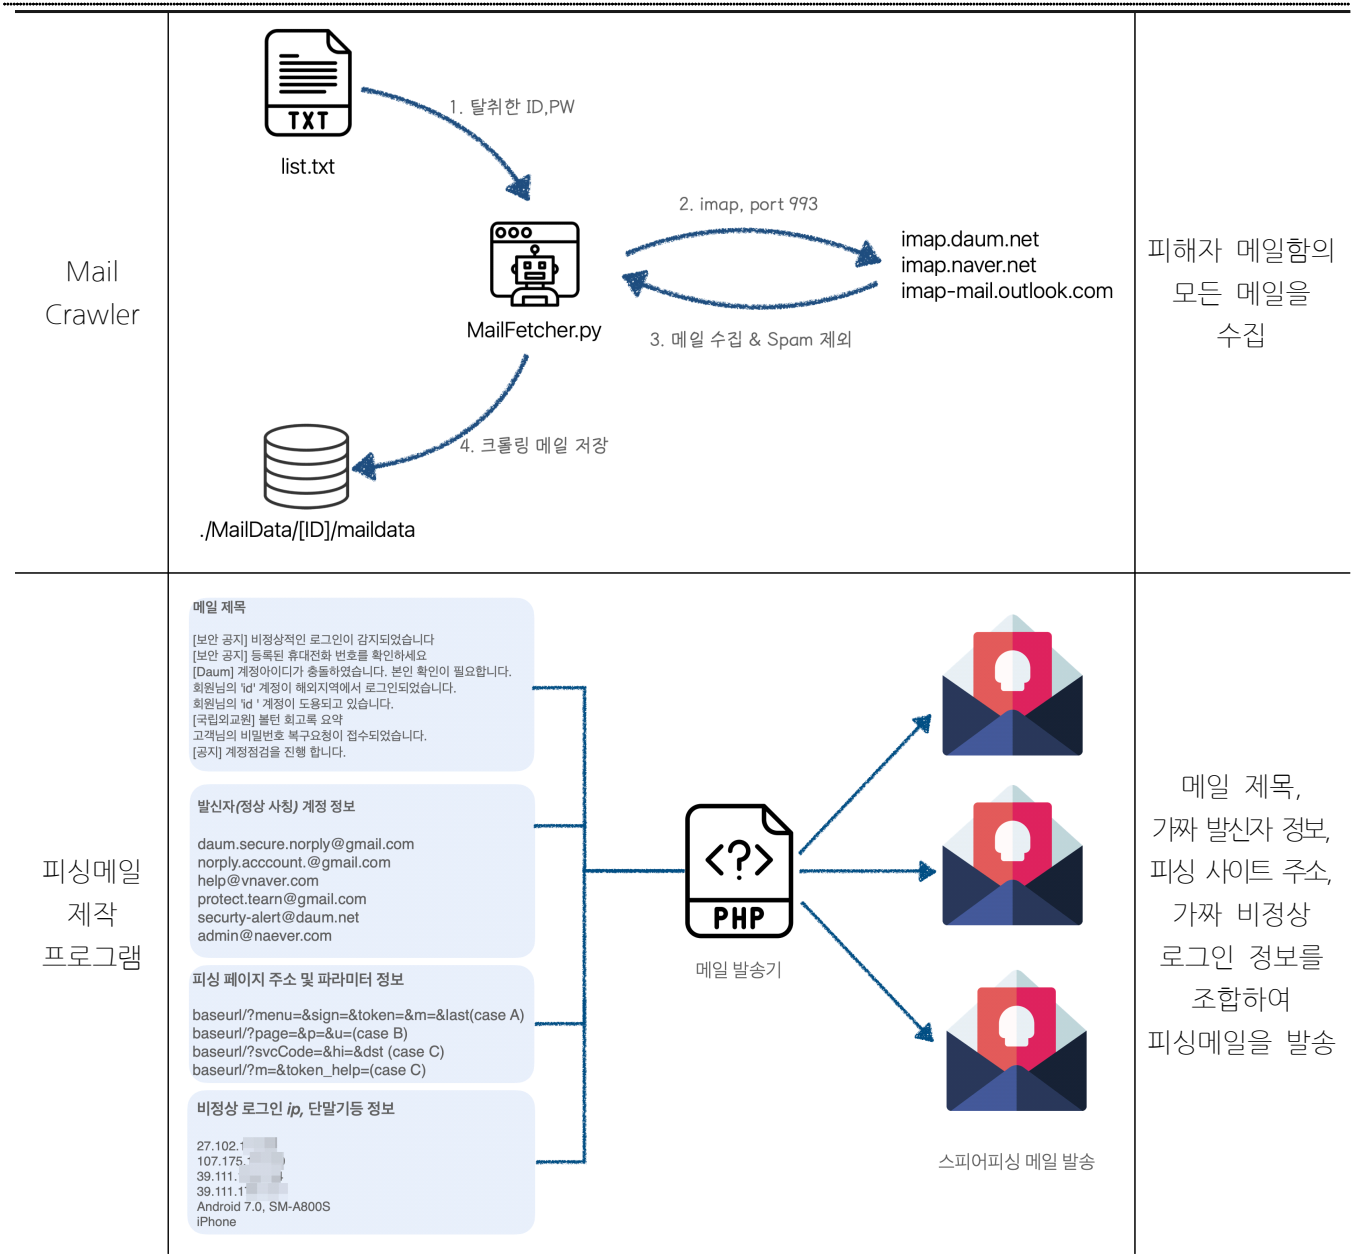 Mail
Crawler
TXT
list.txt
1. 탈취한 ID,PW
MailFetcher.py
2. imap, port 993
imap.daum.net
imap.naver.net
imap-mail.outlook.com
3. 메일 수집 & Spam 제외
4. 크롤링 메일 저장
./MailData/[ID]/maildata
피해자 메일함의
모든 메일을
수집
피싱메일
제작
프로그램
메일 제목
[보안 공지] 비정상적인 로그인이 감지되었습니다
[보안 공지] 등록된 휴대전화 번호를 확인하세요
[Daum] 계정아이디가 충돌하였습니다. 본인 확인이 필요합니다.
회원님의 'id' 계정이 해외지역에서 로그인되었습니다.
회원님의 'id ' 계정이 도용되고 있습니다.
[국립외교원] 볼턴 회고록 요약
고객님의 비밀번호 복구요청이 접수되었습니다.
[공지] 계정점검을 진행 합니다.
발신자(정상 사칭) 계정 정보
daum.secure.norply@gmail.com
norply.acccount.@gmail.com
help@vnaver.com
protect.tearn@gmail.com
securty-alert@daum.net
admin@naever.com
피싱 페이지 주소 및 파라미터 정보
baseurl/?menu=&sign=&token=&m=&last(case A)
baseurl/?page=&p=&u=(case B)
baseurl/?svcCode=&hi=&dst (case C)
baseurl/?m=&token_help=(case C)
비정상 로그인 ip, 단말기등 정보
27.102.1
107.175.
39.111.
39.111.1
Android 7.0, SM-A800S
iPhone
<?>
PHP
메일 발송기
스피어피싱 메일 발송
메일 제목,
가짜 발신자 정보,
피싱 사이트 주소,
가짜 비정상
로그인 정보를
조합하여
피싱메일을 발송